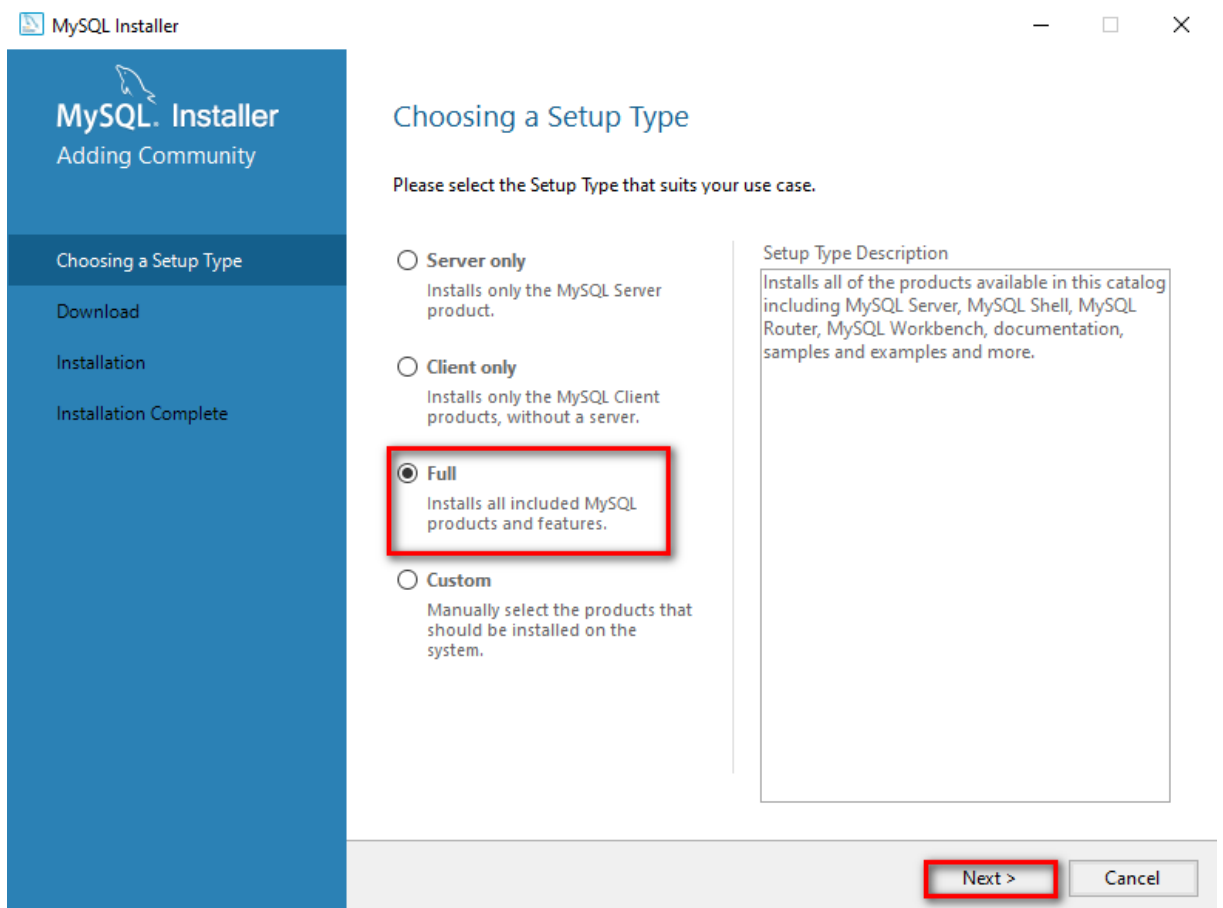 MySQL Installer
MySQL. Installer
Adding Community
Choosing a Setup Type
Download
Installation
Installation Complete
Choosing a Setup Type
Please select the Setup Type that suits your use case.
Server only
Installs only the MySQL Server
product.
Client only
Installs only the MySQL Client
products, without a server.
Full
Installs all included MySQL
products and features.
Custom
Manually select the products that
should be installed on the
system.
Setup Type Description
Installs all of the products available in this catalog
including MySQL Server, MySQL Shell, MySQL
Router, MySQL Workbench, documentation,
samples and examples and more.
Next >
Cancel